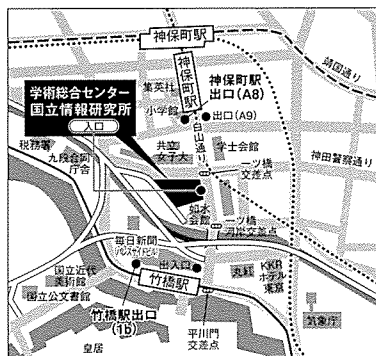 神保町駅
靖国通り
神保町駅
学術総合センター
国立情報研究所
入口
集英社
小学館
神保町駅
出口(A8)
出口(A9)
白山通り
税務署
九段合同
庁舎
共立
女子大
学士会館
神田警察通り
一ツ橋
交差点
如水
会館
一ツ橋
河岸交差点
毎日新聞
パレスサイドビル
出入口
丸紅
KKR
ホテル
東京
国立近代
美術館
国立公文書館
竹橋駅
竹橋駅出口
(1b)
平川門
交差点
気象庁
皇居